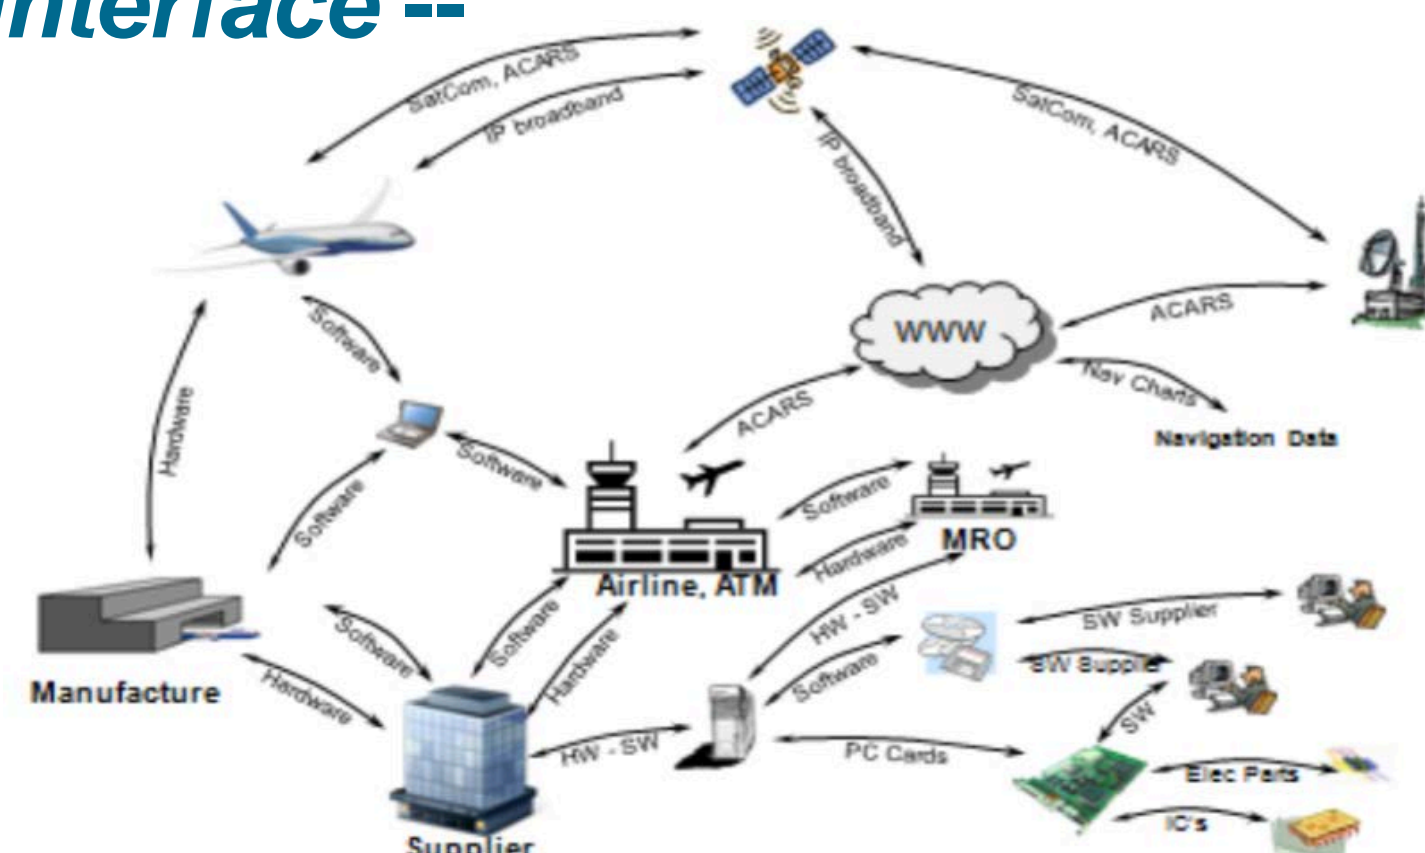 Interface --
SatCom, ACARS
IP broadband
SatCom, ACARS
IP broadband
WWW
ACARS
Nav Charts
Navigation Data
Software
Hardware
ACARS
Software
Software
Software
Hardware
MRO
Airline, ATM
HW - SW
Software
SW Supplier
SW Supplier
Software
Software
Hardware
Hardware
Manufacture
SW
HW - SW
PC Cards
Elec Parts
IC's
Supplier